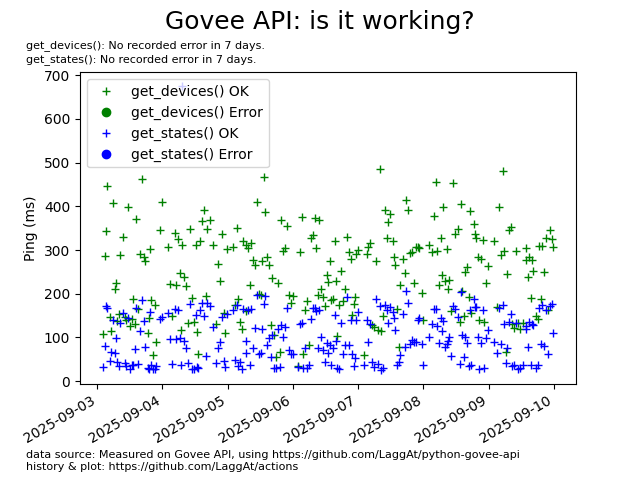 Govee API: is it working?
get_devices(): No recorded error in 7 days.
get_states(): No recorded error in 7 days.
700
600
500
400
300
200
100
0
Ping (ms)
get_devices() OK
get_devices() Error
get_states() OK
get_states() Error
2025-09-03
2025-09-04
2025-09-05
2025-09-06
2025-09-07
2025-09-08
2025-09-09
2025-09-10
data source: Measured on Govee API, using https://github.com/LaggAt/python-govee-api
history & plot: https://github.com/LaggAt/actions